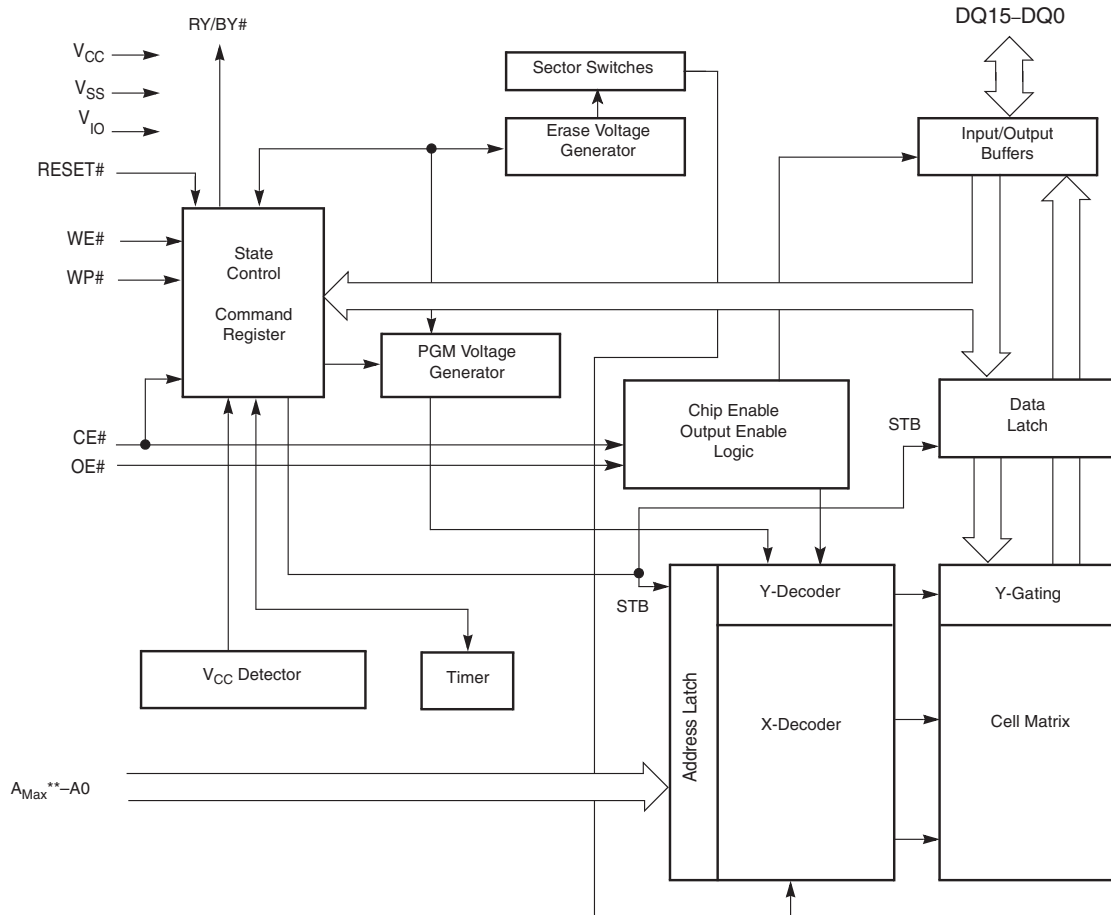 RY/BY#
DQ15–DQ0
VCC
VSS
VIO
RESET#
WE#
WP#
CE#
OE#
Sector Switches
Erase Voltage
Generator
Input/Output
Buffers
State
Control
Command
Register
PGM Voltage
Generator
Chip Enable
Output Enable
Logic
STB
Data
Latch
STB
Y-Decoder
Y-Gating
VCC Detector
Timer
Address Latch
X-Decoder
Cell Matrix
AMax**–A0